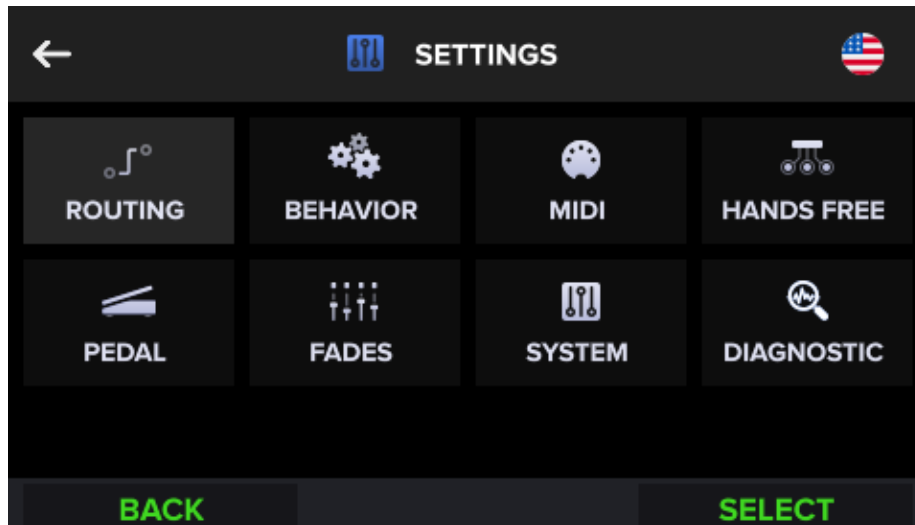 SETTINGS
ROUTING BEHAVIOR MIDI HANDS FREE
PEDAL FADES SYSTEM DIAGNOSTIC
BACK SELECT